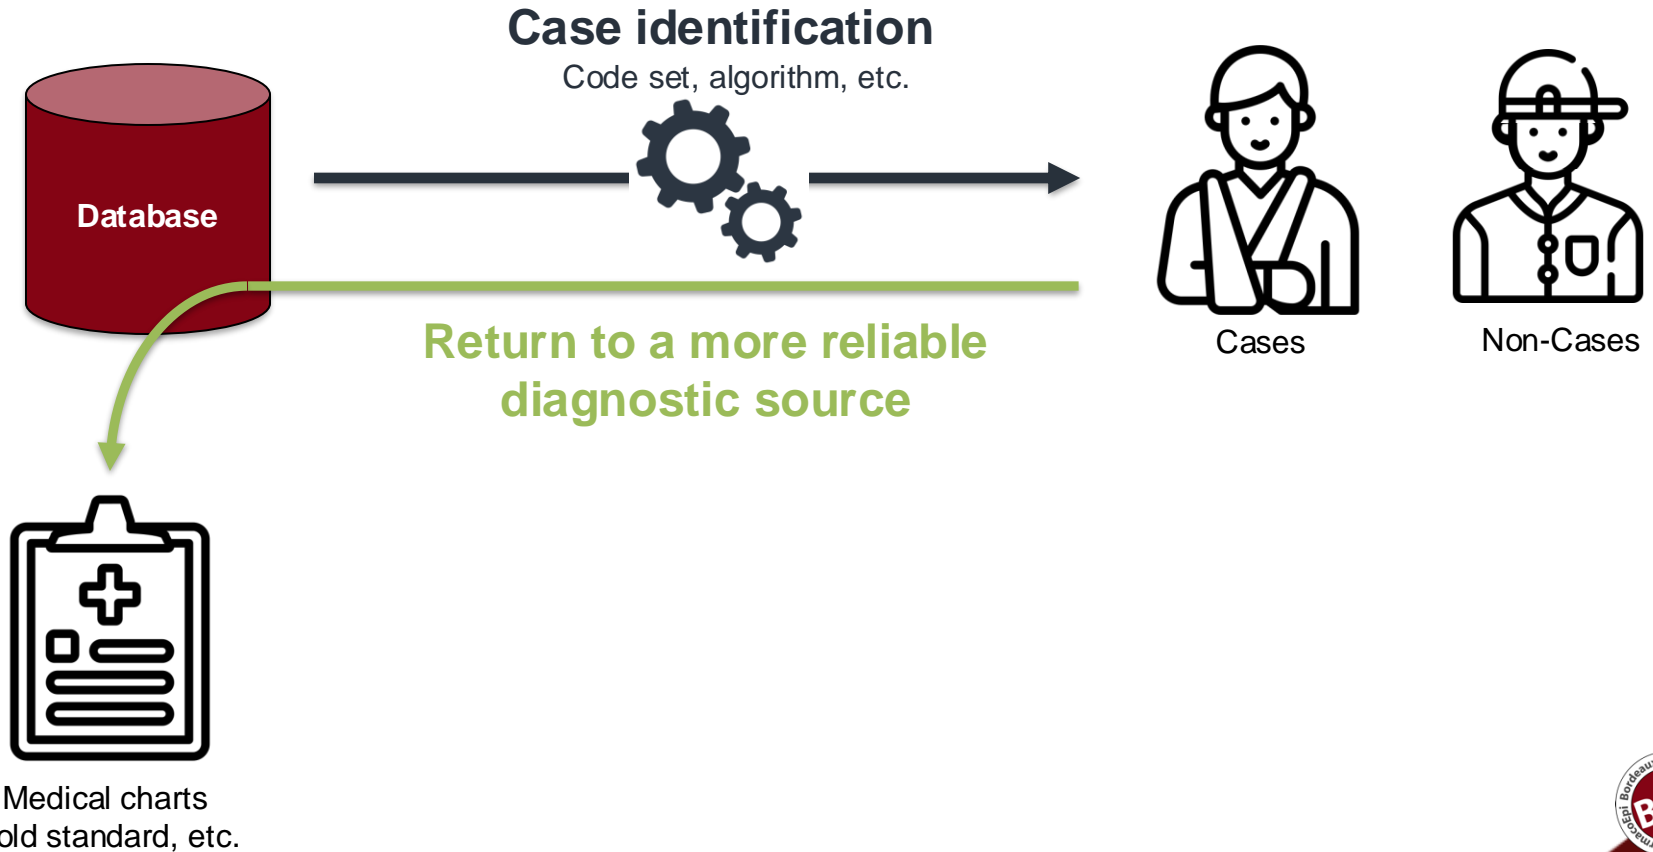 Case identification
Code set, algorithm, etc.
Database
Return to a more reliable
diagnostic source
Cases
Non-Cases
Medical charts
old standard, etc.